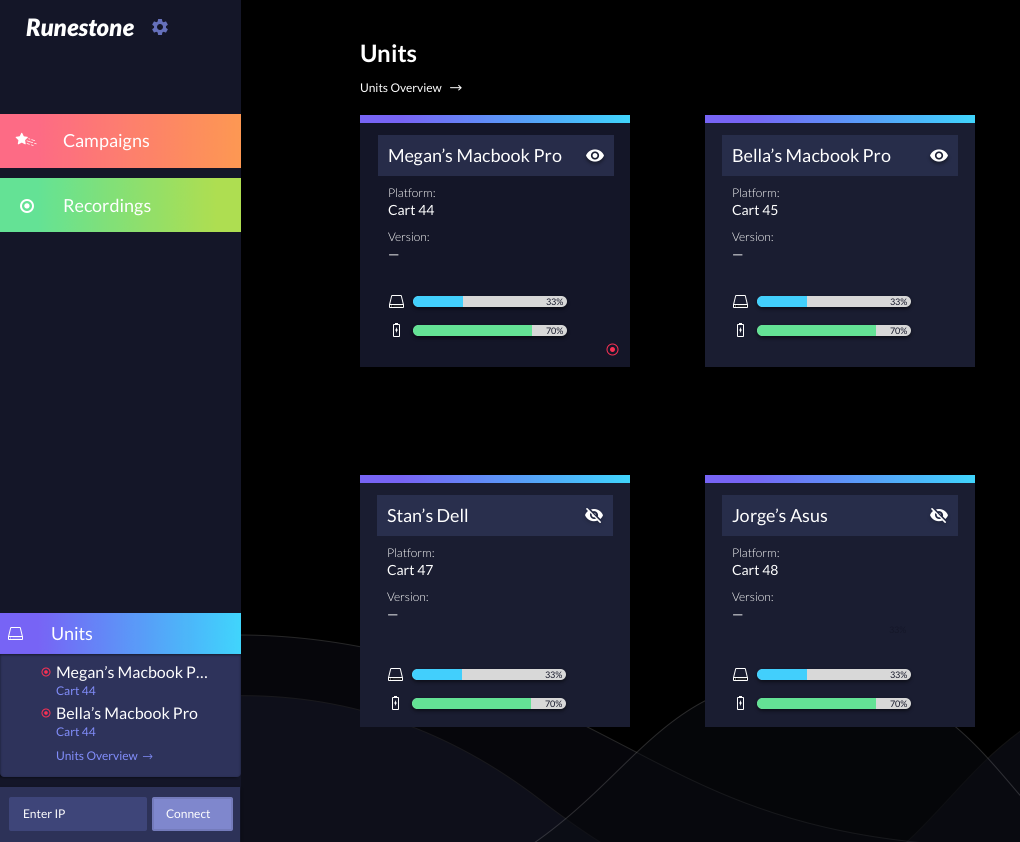 Runestone
Campaigns
Recordings
Units
Megan’s Macbook P...
Cart 44
Bella’s Macbook Pro
Cart 44
Units Overview →
Enter IP
Connect
Units
Units Overview →
Megan’s Macbook Pro
Platform:
Cart 44
Version:
—
33%
70%
Bella’s Macbook Pro
Platform:
Cart 45
Version:
—
33%
70%
Stan’s Dell
Platform:
Cart 47
Version:
—
33%
70%
Jorge’s Asus
Platform:
Cart 48
Version:
—
33%
70%